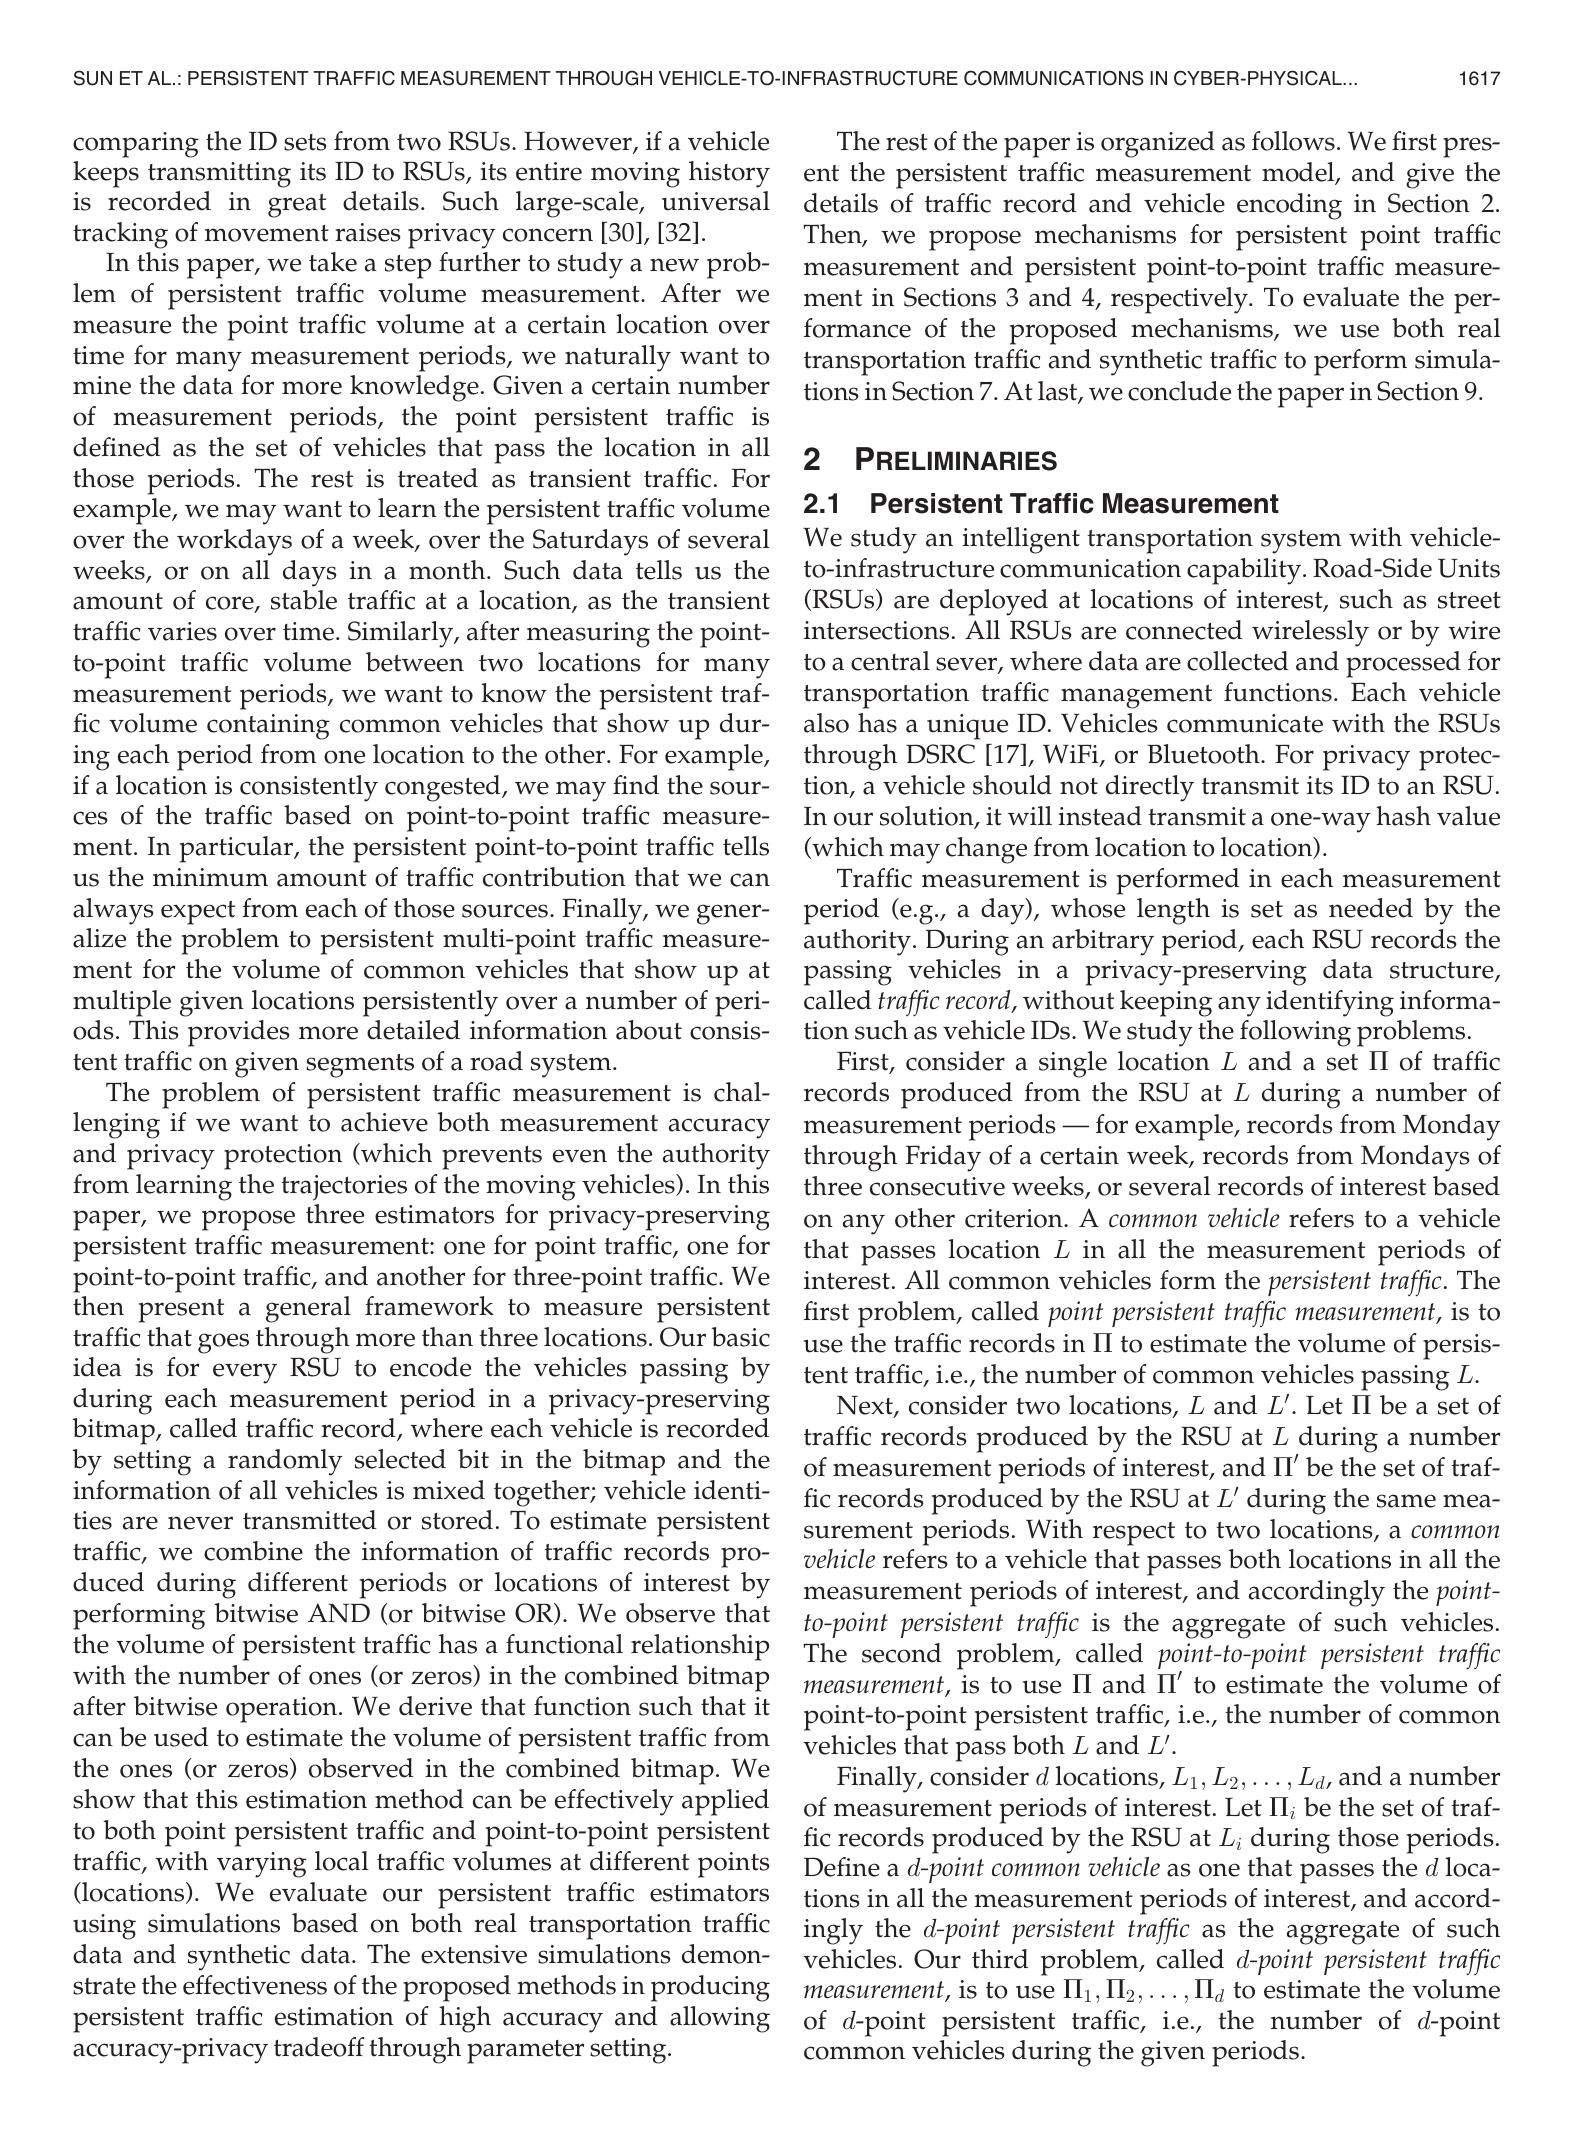 SUN ET AL.: PERSISTENT TRAFFIC MEASUREMENT THROUGH VEHICLE-TO-INFRASTRUCTURE COMMUNICATIONS IN CYBER-PHYSICAL...
1617
comparing the ID sets from two RSUs. However, if a vehicle
keeps transmitting its ID to RSUs, its entire moving history
is recorded in great details. Such large-scale, universal
tracking of movement raises privacy concern [30], [32].
In this paper, we take a step further to study a new prob-
lem of persistent traffic volume measurement. After we
measure the point traffic volume at a certain location over
time for many measurement periods, we naturally want to
mine the data for more knowledge. Given a certain number
of measurement periods, the point persistent traffic is
defined as the set of vehicles that pass the location in all
those periods. The rest is treated as transient traffic. For
example, we may want to learn the persistent traffic volume
over the workdays of a week, over the Saturdays of several
weeks, or on all days in a month. Such data tells us the
amount of core, stable traffic at a location, as the transient
traffic varies over time. Similarly, after measuring the point-
to-point traffic volume between two locations for many
measurement periods, we want to know the persistent traf-
fic volume containing common vehicles that show up dur-
ing each period from one location to the other. For example,
if a location is consistently congested, we may find the sour-
ces of the traffic based on point-to-point traffic measure-
ment. In particular, the persistent point-to-point traffic tells
us the minimum amount of traffic contribution that we can
always expect from each of those sources. Finally, we gener-
alize the problem to persistent multi-point traffic measure-
ment for the volume of common vehicles that show up at
multiple given locations persistently over a number of peri-
ods. This provides more detailed information about consis-
tent traffic on given segments of a road system.
The problem of persistent traffic measurement is chal-
lenging if we want to achieve both measurement accuracy
and privacy protection (which prevents even the authority
from learning the trajectories of the moving vehicles). In this
paper, we propose three estimators for privacy-preserving
persistent traffic measurement: one for point traffic, one for
point-to-point traffic, and another for three-point traffic. We
then present a general framework to measure persistent
traffic that goes through more than three locations. Our basic
idea is for every RSU to encode the vehicles passing by
during each measurement period in a privacy-preserving
bitmap, called traffic record, where each vehicle is recorded
by setting a randomly selected bit in the bitmap and the
information of all vehicles is mixed together; vehicle identi-
ties are never transmitted or stored. To estimate persistent
traffic, we combine the information of traffic records pro-
duced during different periods or locations of interest by
performing bitwise AND (or bitwise OR). We observe that
the volume of persistent traffic has a functional relationship
with the number of ones (or zeros) in the combined bitmap
after bitwise operation. We derive that function such that it
can be used to estimate the volume of persistent traffic from
the ones (or zeros) observed in the combined bitmap. We
show that this estimation method can be effectively applied
to both point persistent traffic and point-to-point persistent
traffic, with varying local traffic volumes at different points
(locations). We evaluate our persistent traffic estimators
using simulations based on both real transportation traffic
data and synthetic data. The extensive simulations demon-
strate the effectiveness of the proposed methods in producing
persistent traffic estimation of high accuracy and allowing
accuracy-privacy tradeoff through parameter setting.
The rest of the paper is organized as follows. We first pres-
ent the persistent traffic measurement model, and give the
details of traffic record and vehicle encoding in Section 2.
Then, we propose mechanisms for persistent point traffic
measurement and persistent point-to-point traffic measure-
ment in Sections 3 and 4, respectively. To evaluate the per-
formance of the proposed mechanisms, we use both real
transportation traffic and synthetic traffic to perform simula-
tions in Section 7. At last, we conclude the paper in Section 9.
2 PRELIMINARIES
2.1 Persistent Traffic Measurement
We study an intelligent transportation system with vehicle-
to-infrastructure communication capability. Road-Side Units
(RSUs) are deployed at locations of interest, such as street
intersections. All RSUs are connected wirelessly or by wire
to a central sever, where data are collected and processed for
transportation traffic management functions. Each vehicle
also has a unique ID. Vehicles communicate with the RSUs
through DSRC [17], WiFi, or Bluetooth. For privacy protec-
tion, a vehicle should not directly transmit its ID to an RSU.
In our solution, it will instead transmit a one-way hash value
(which may change from location to location).
Traffic measurement is performed in each measurement
period (e.g., a day), whose length is set as needed by the
authority. During an arbitrary period, each RSU records the
passing vehicles in a privacy-preserving data structure,
called traffic record, without keeping any identifying informa-
tion such as vehicle IDs. We study the following problems.
First, consider a single location L and a set Π of traffic
records produced from the RSU at L during a number of
measurement periods — for example, records from Monday
through Friday of a certain week, records from Mondays of
three consecutive weeks, or several records of interest based
on any other criterion. A common vehicle refers to a vehicle
that passes location L in all the measurement periods of
interest. All common vehicles form the persistent traffic. The
first problem, called point persistent traffic measurement, is to
use the traffic records in Π to estimate the volume of persis-
tent traffic, i.e., the number of common vehicles passing L.
Next, consider two locations, L and L′. Let Π be a set of
traffic records produced by the RSU at L during a number
of measurement periods of interest, and Π′ be the set of traf-
fic records produced by the RSU at L′ during the same mea-
surement periods. With respect to two locations, a common
vehicle refers to a vehicle that passes both locations in all the
measurement periods of interest, and accordingly the point-
to-point persistent traffic is the aggregate of such vehicles.
The second problem, called point-to-point persistent traffic
measurement, is to use Π and Π′ to estimate the volume of
point-to-point persistent traffic, i.e., the number of common
vehicles that pass both L and L′.
Finally, consider d locations, L₁, L₂, . . . , L_d, and a number
of measurement periods of interest. Let Π_i be the set of traf-
fic records produced by the RSU at L_i during those periods.
Define a d-point common vehicle as one that passes the d loca-
tions in all the measurement periods of interest, and accord-
ingly the d-point persistent traffic as the aggregate of such
vehicles. Our third problem, called d-point persistent traffic
measurement, is to use Π₁, Π₂, . . . , Π_d to estimate the volume
of d-point persistent traffic, i.e., the number of d-point
common vehicles during the given periods.